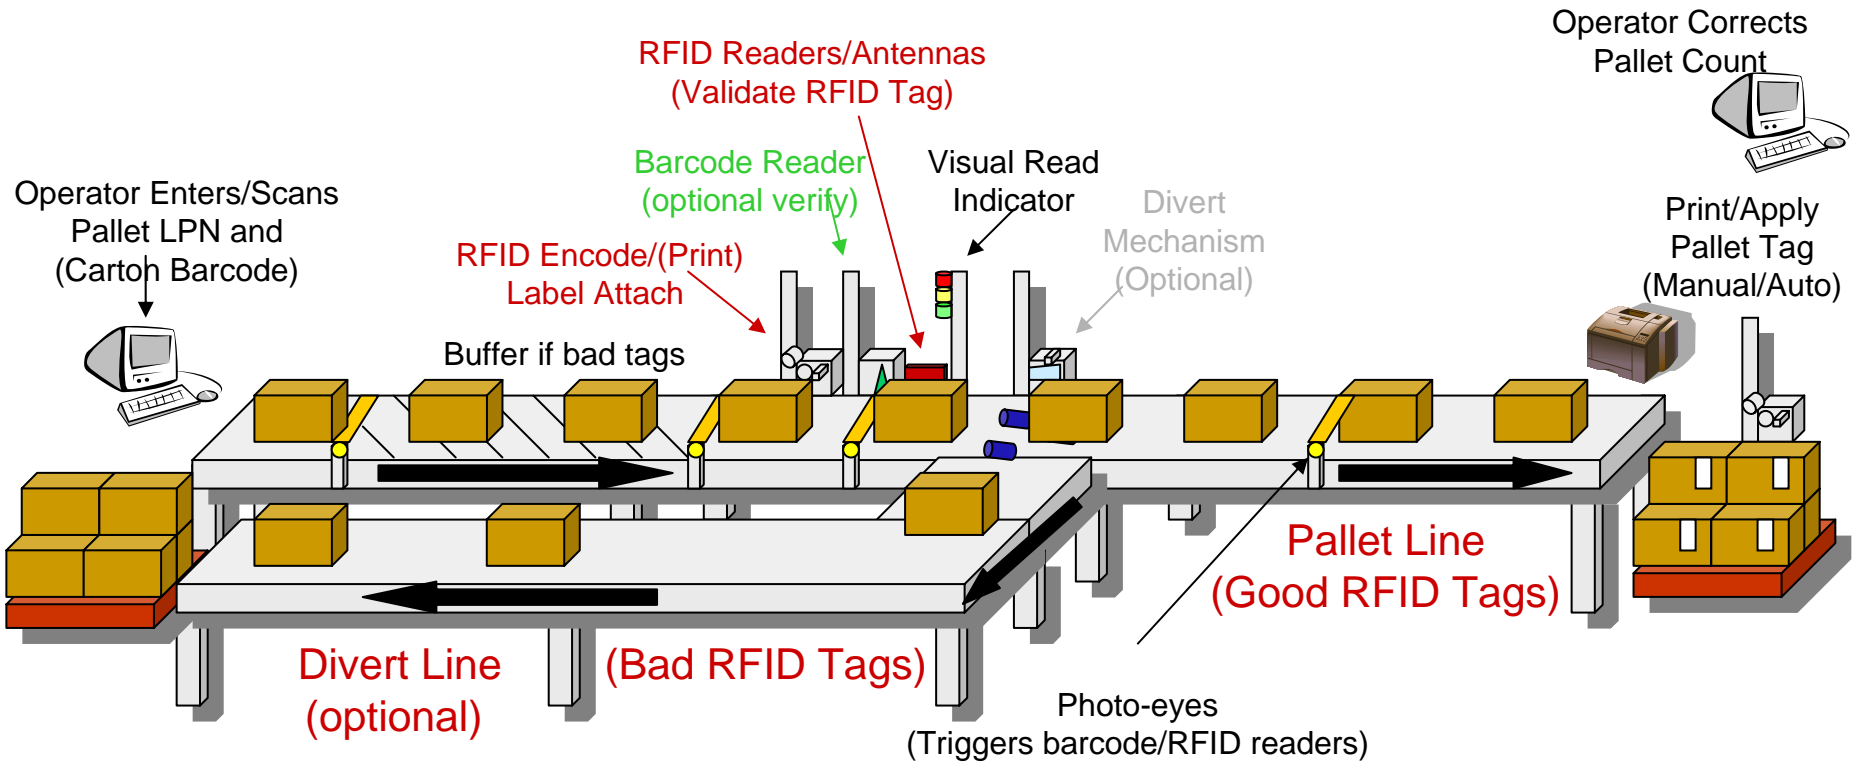 Operator Corrects
Pallet Count
RFID Readers/Antennas
(Validate RFID Tag)
Barcode Reader
(optional verify)
Visual Read
Indicator
Operator Enters/Scans
Pallet LPN and
(Carton Barcode)
Divert
Mechanism
(Optional)
Print/Apply
Pallet Tag
(Manual/Auto)
RFID Encode/(Print)
Label Attach
Buffer if bad tags
Pallet Line
(Good RFID Tags)
Divert Line
(optional)
(Bad RFID Tags)
Photo-eyes
(Triggers barcode/RFID readers)